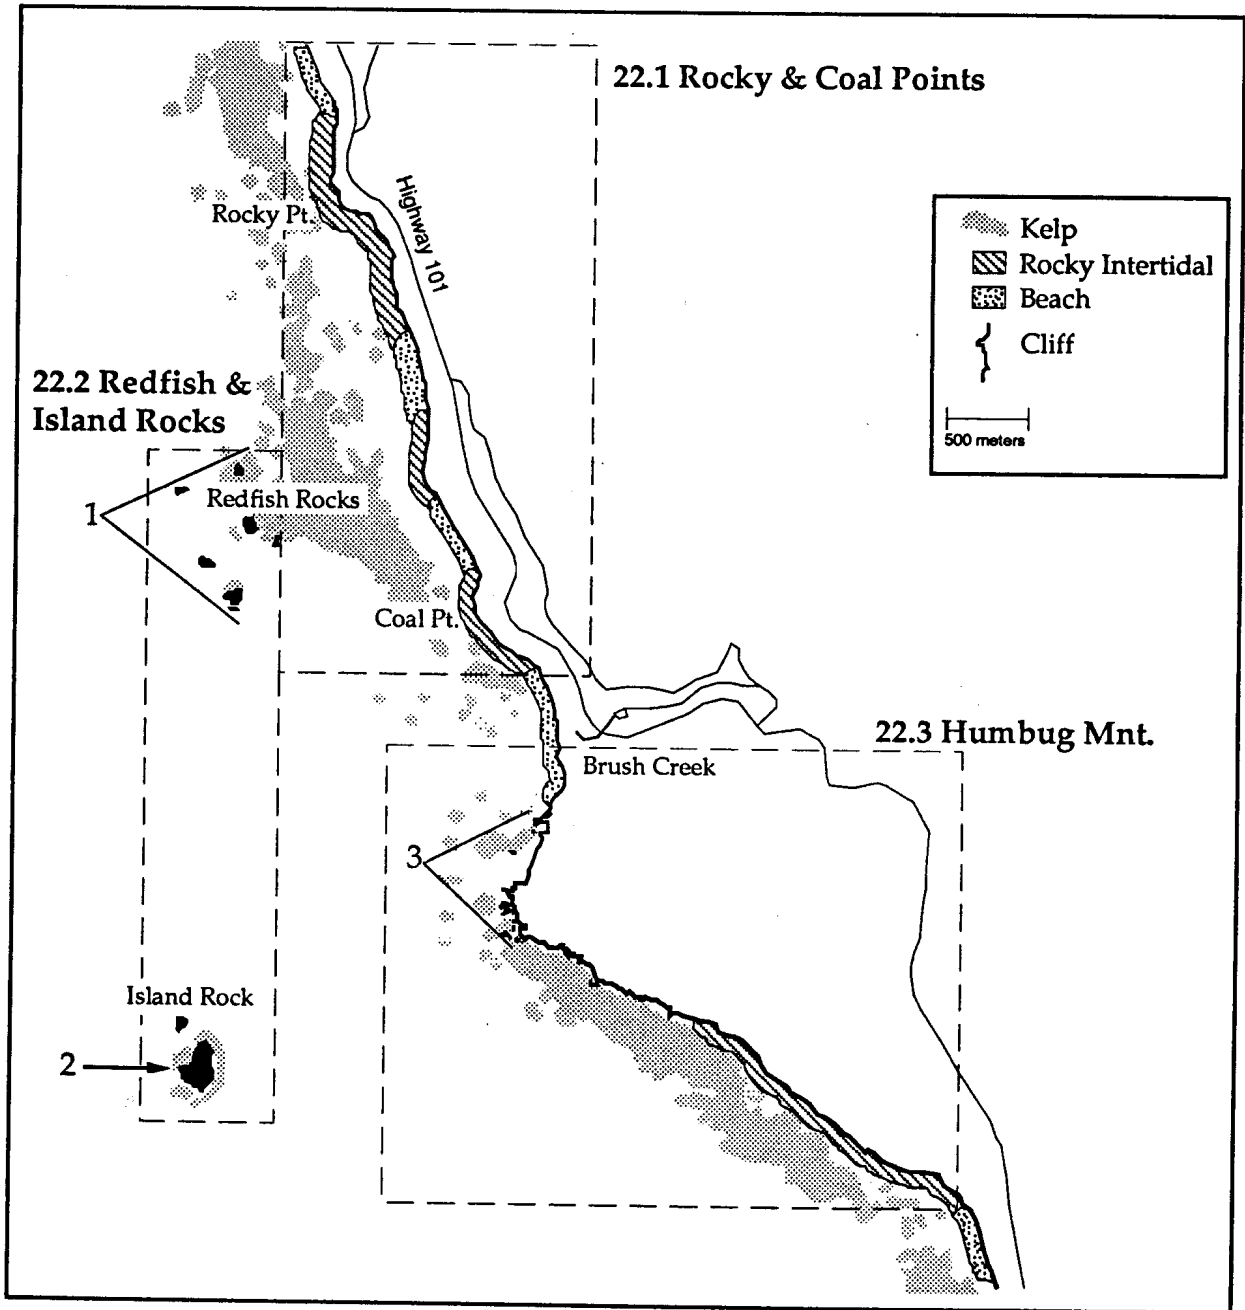 22.1 Rocky & Coal Points
Highway 101
Rocky Pt.
Kelp
Rocky Intertidal
Beach
Cliff
500 meters
22.2 Redfish &
Island Rocks
1
Redfish Rocks
Coal Pt.
22.3 Humbug Mnt.
Brush Creek
3
Island Rock
2